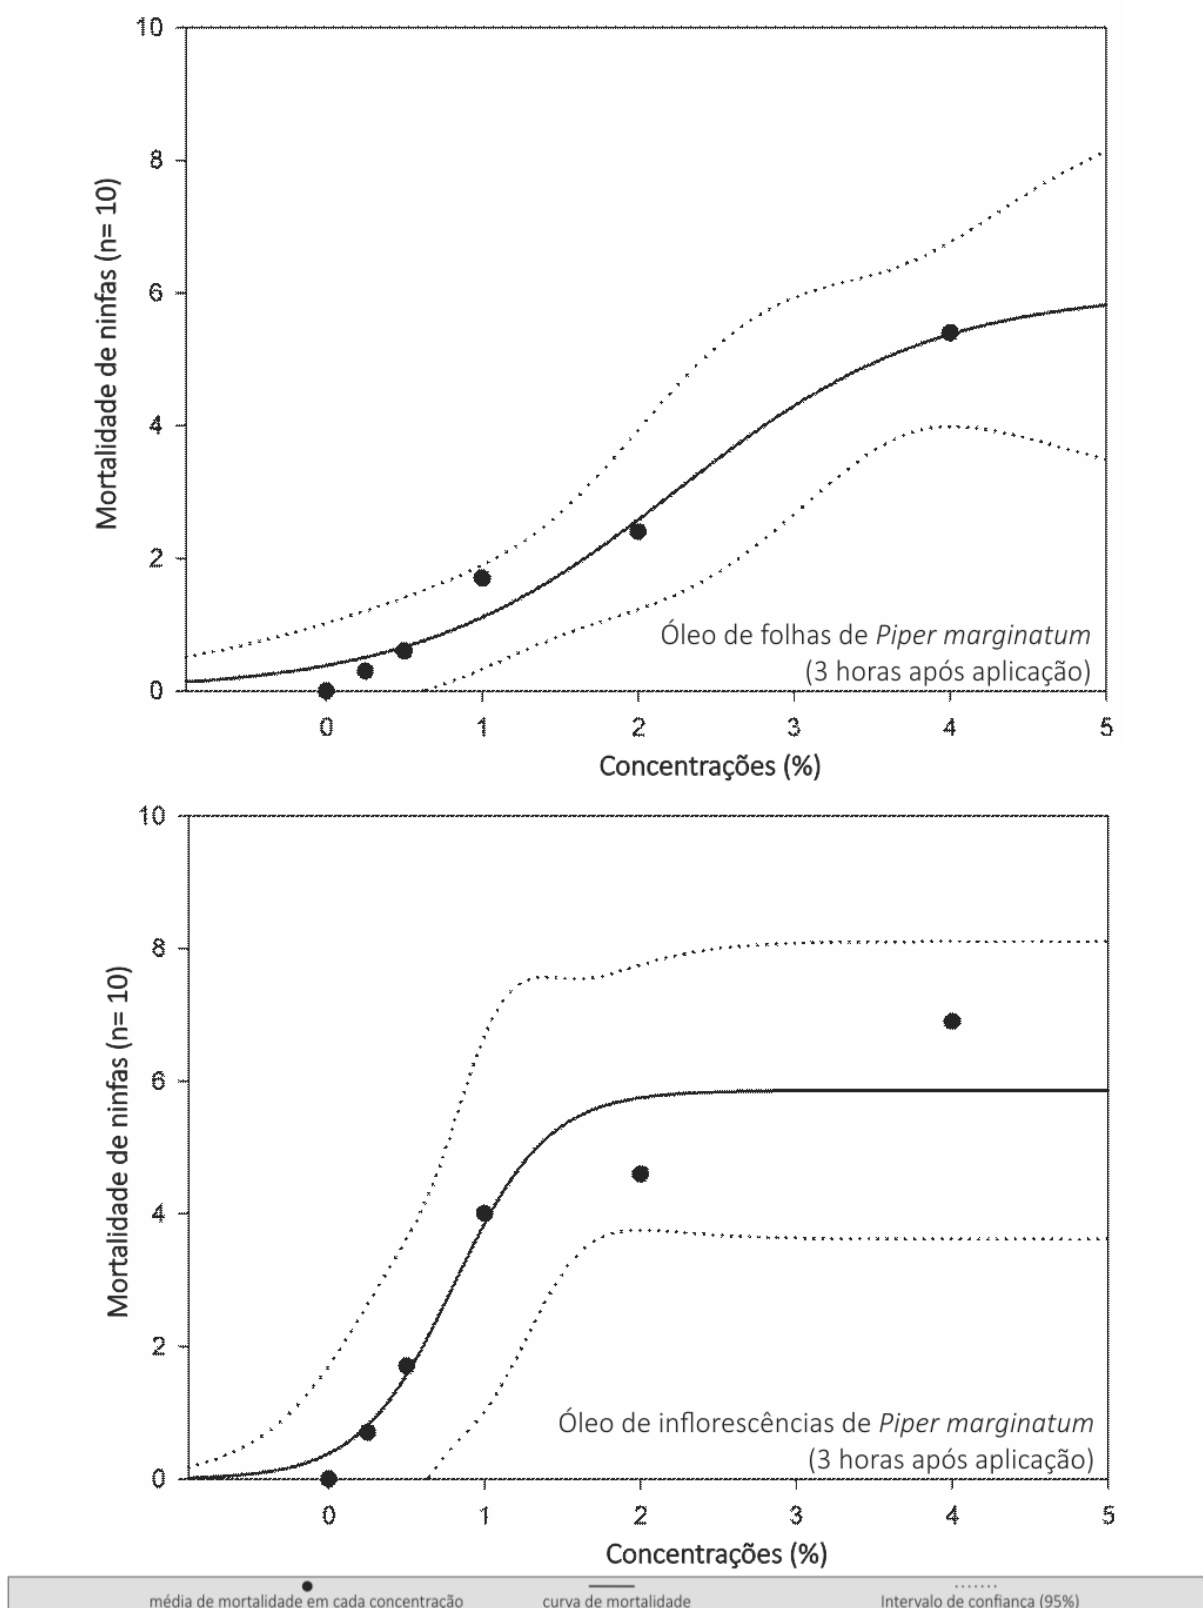 10
8
6
4
2
0
Mortalidade de ninfas (n= 10)
Óleo de folhas de Piper marginatum
(3 horas após aplicação)
0 1 2 3 4 5
Concentrações (%)
10
8
6
4
2
0
Mortalidade de ninfas (n= 10)
Óleo de inflorescências de Piper marginatum
(3 horas após aplicação)
0 1 2 3 4 5
Concentrações (%)
média de mortalidade em cada concentração curva de mortalidade Intervalo de confiança (95%)